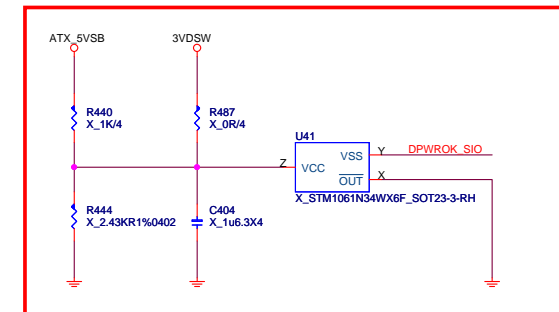 ATX_5VSB
3VDSW
R440
X_1K/4
R487
X_0R/4
U41
Z
VCC
VSS
Y
DPWROK_SIO
OUT
X
X_STM1061N34WX6F_SOT23-3-RH
R444
X_2.43KR1%0402
C404
X_1u6.3X4